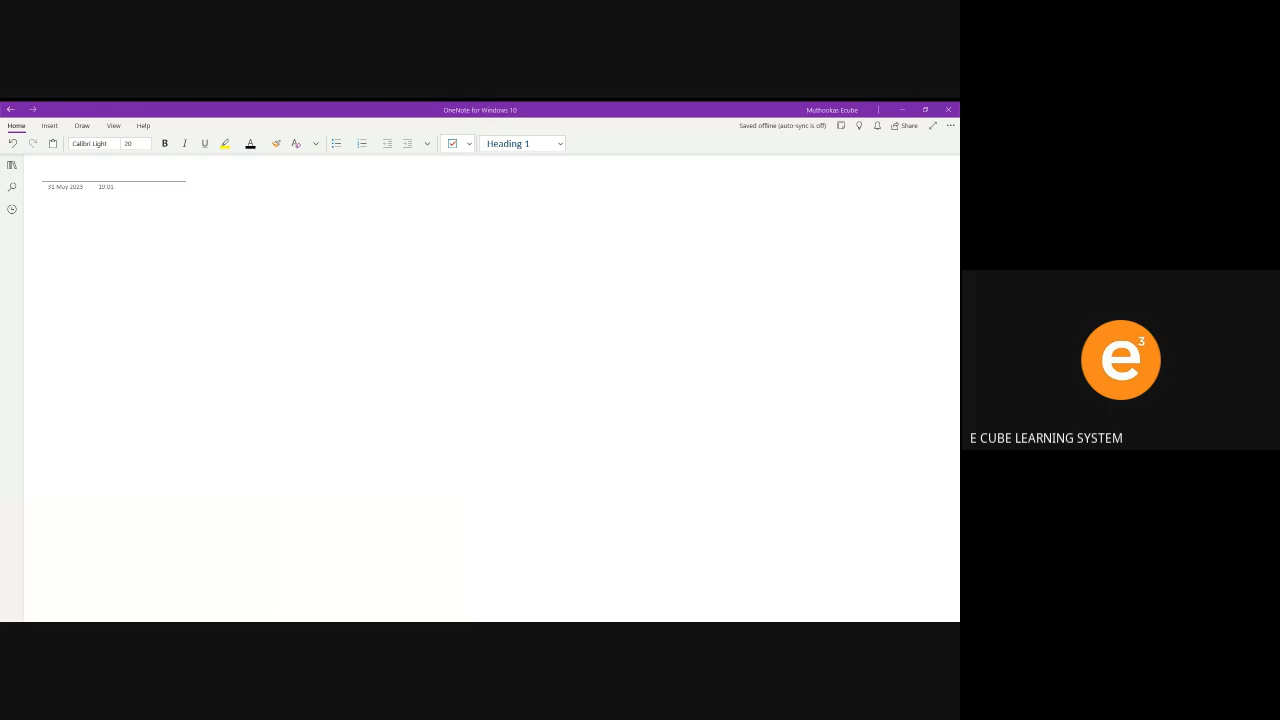 OneNote for Windows 10
Muthookas Ecube
Home Insert Draw View Help
Saved offline (auto-sync is off) Share
Calibri Light 20 B I U A A Heading 1
31 May 2023 19.01
e3
E CUBE LEARNING SYSTEM